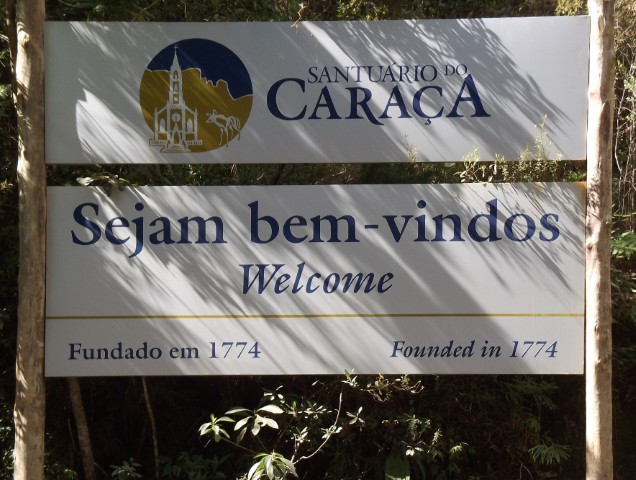 SANTUÁRIO DO
CARAÇA
Sejam bem-vindos
Welcome
Fundado em 1774
Founded in 1774